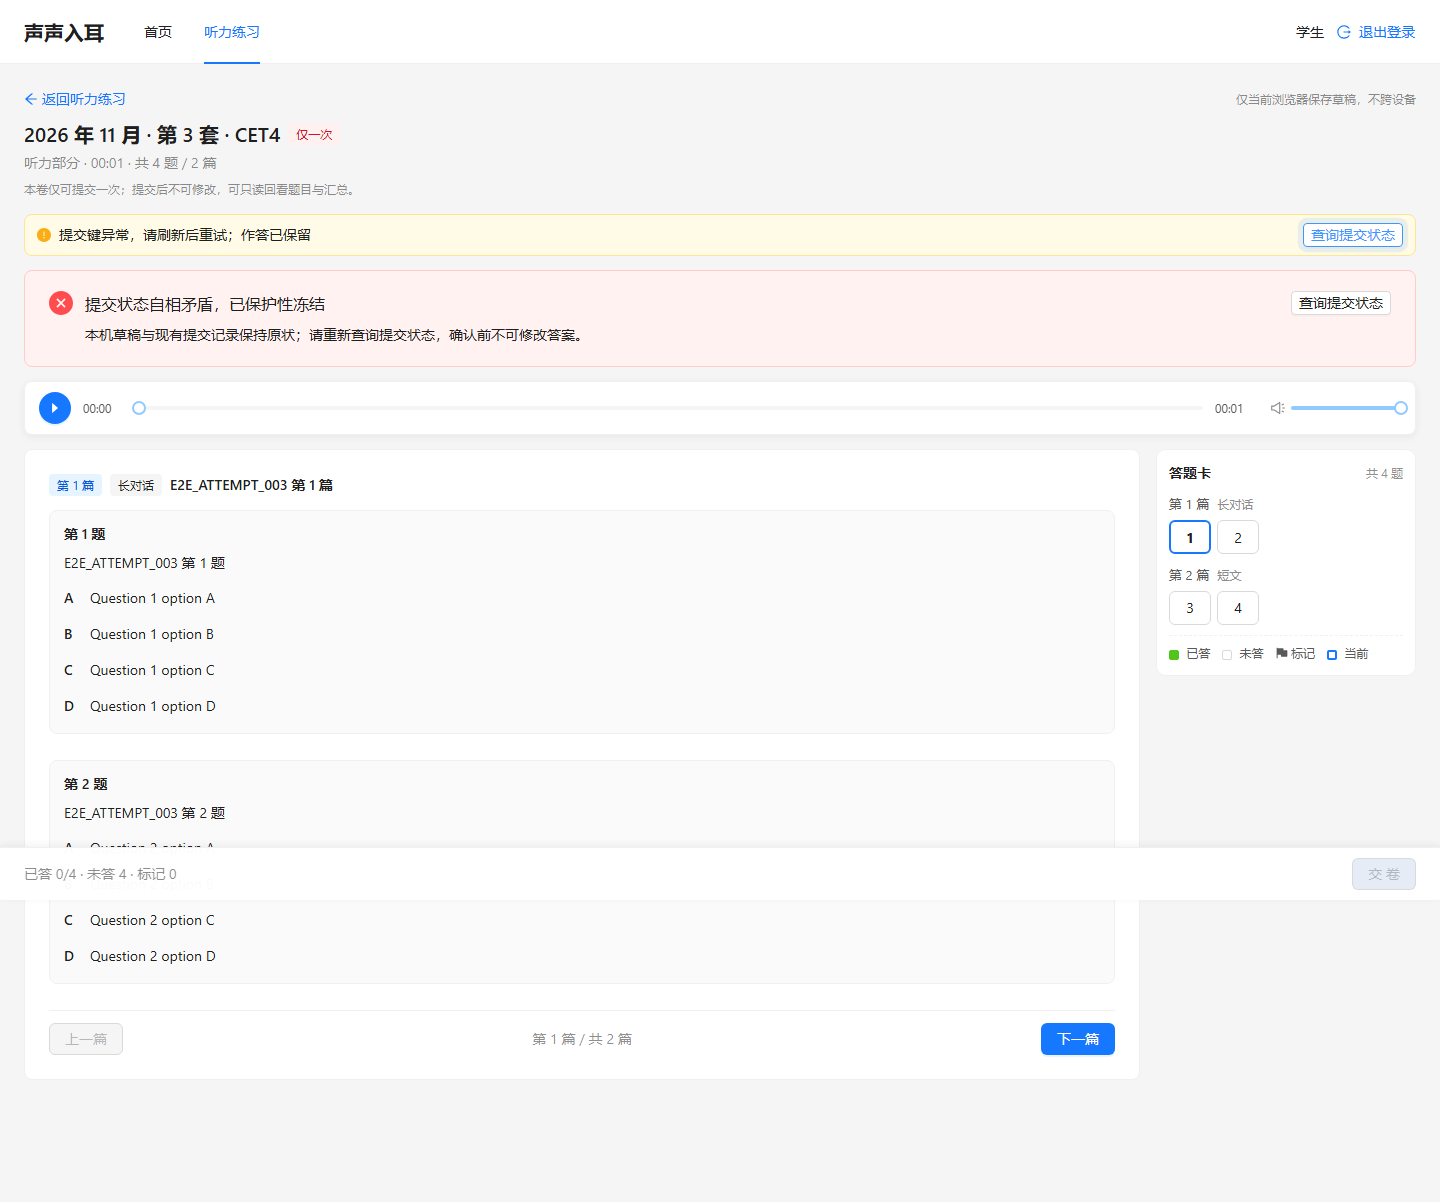 声声入耳 首页 听力练习 学生 退出登录
返回听力练习 仅当前浏览器保存草稿，不跨设备
2026 年 11 月 · 第 3 套 · CET4 仅一次
听力部分 · 00:01 · 共 4 题 / 2 篇
本卷仅可提交一次；提交后不可修改，可只读回看题目与汇总。
提交键异常，请刷新后重试；作答已保留 查询提交状态
提交状态自相矛盾，已保护性冻结 查询提交状态
本机草稿与现有提交记录保持原状；请重新查询提交状态，确认前不可修改答案。
00:00 00:01
第 1 篇 长对话 E2E_ATTEMPT_003 第 1 篇
第 1 题
E2E_ATTEMPT_003 第 1 题
A Question 1 option A
B Question 1 option B
C Question 1 option C
D Question 1 option D
第 2 题
E2E_ATTEMPT_003 第 2 题
A Question 2 option A
已答 0/4 · 未答 4 · 标记 0 交 卷
C Question 2 option C
D Question 2 option D
上一篇 第 1 篇 / 共 2 篇 下一篇
答题卡 共 4 题
第 1 篇 长对话
1 2
第 2 篇 短文
3 4
已答 未答 标记 当前